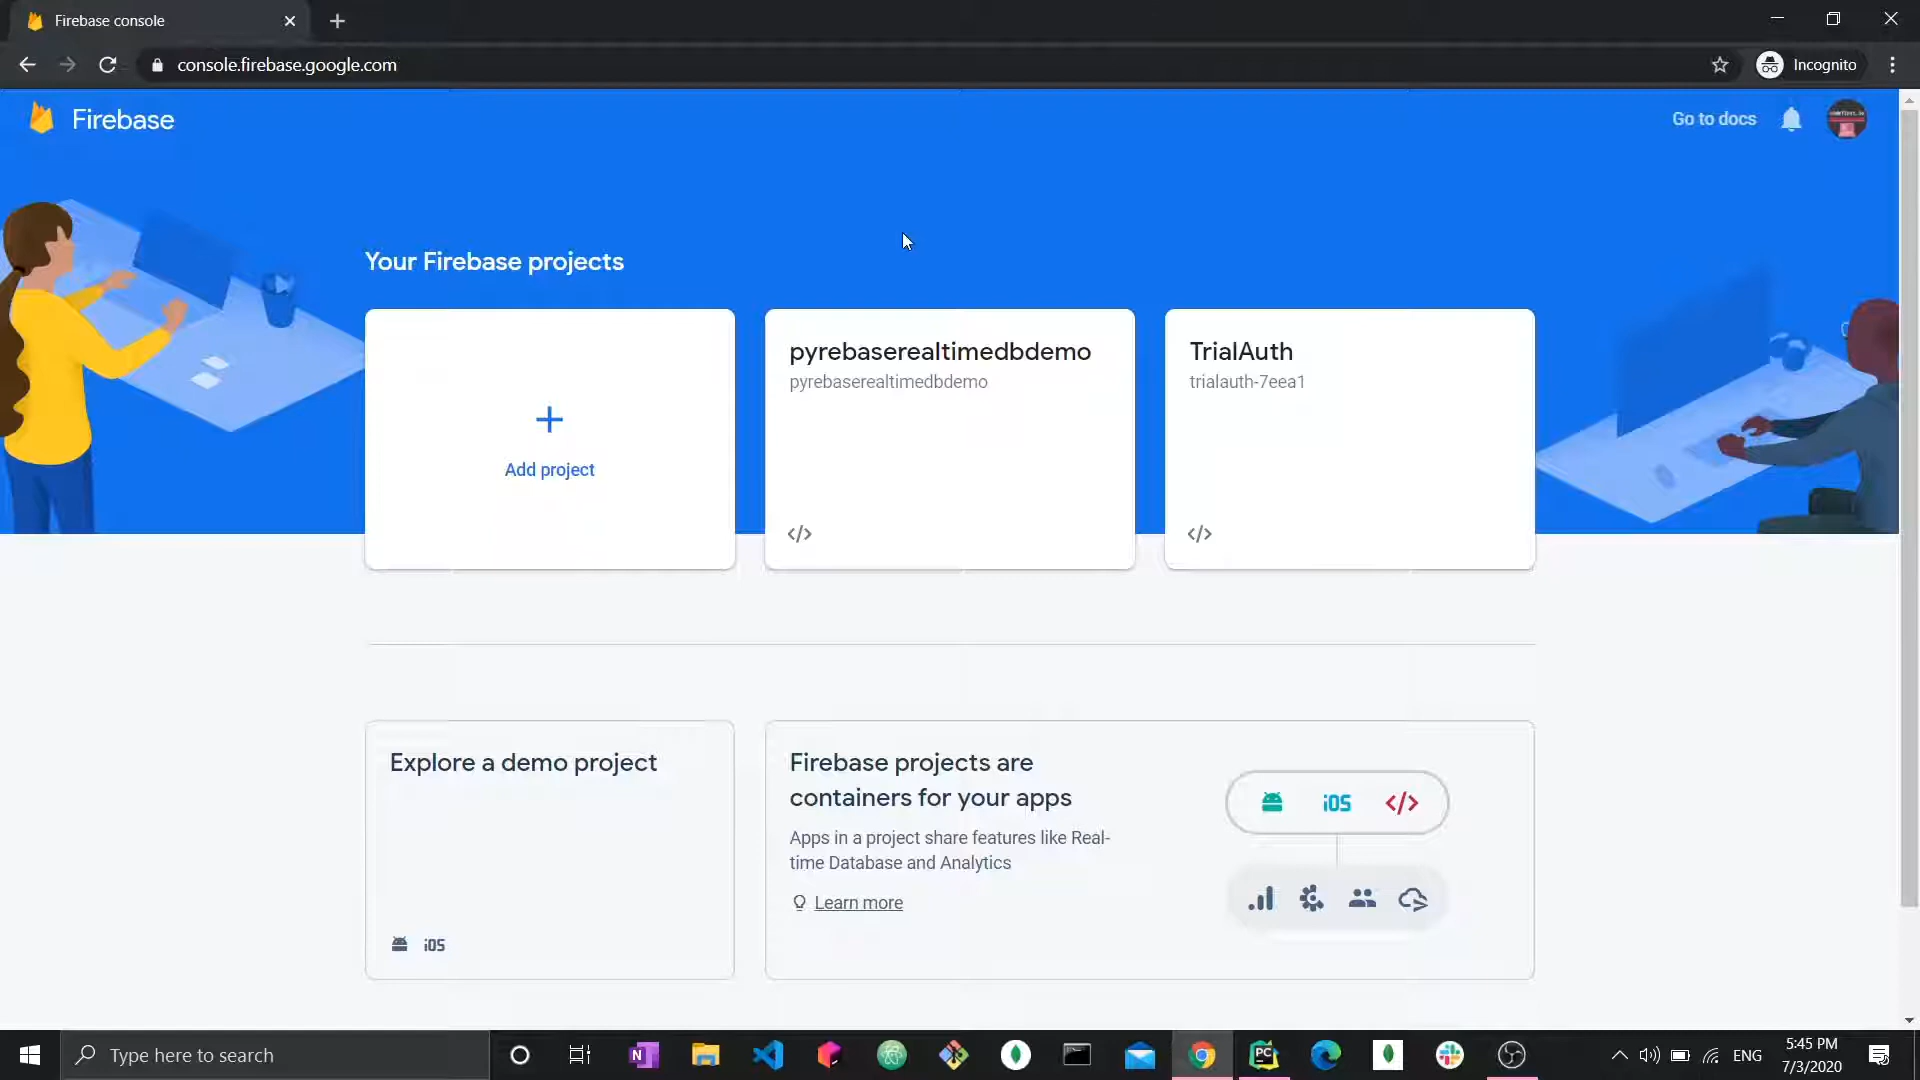 Firebase console
console.firebase.google.com
Incognito
Firebase
Go to docs
Your Firebase projects
Add project
pyrebaserealtimedbdemo
pyrebaserealtimedbdemo
TrialAuth
trialauth-7eea1
Explore a demo project
iOS
Firebase projects are
containers for your apps
Apps in a project share features like Real-
time Database and Analytics
Learn more
iOS
Type here to search
N
PC
ENG
5:45 PM
7/3/2020